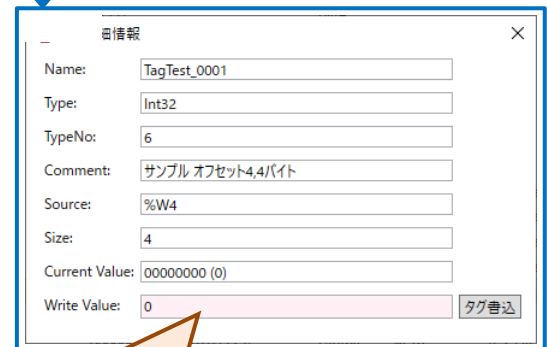 細情報
Name: TagTest_0001
Type: Int32
TypeNo: 6
Comment: サンプル オフセット4,4バイト
Source: %W4
Size: 4
Current Value: 00000000 (0)
Write Value: 0 タグ書込